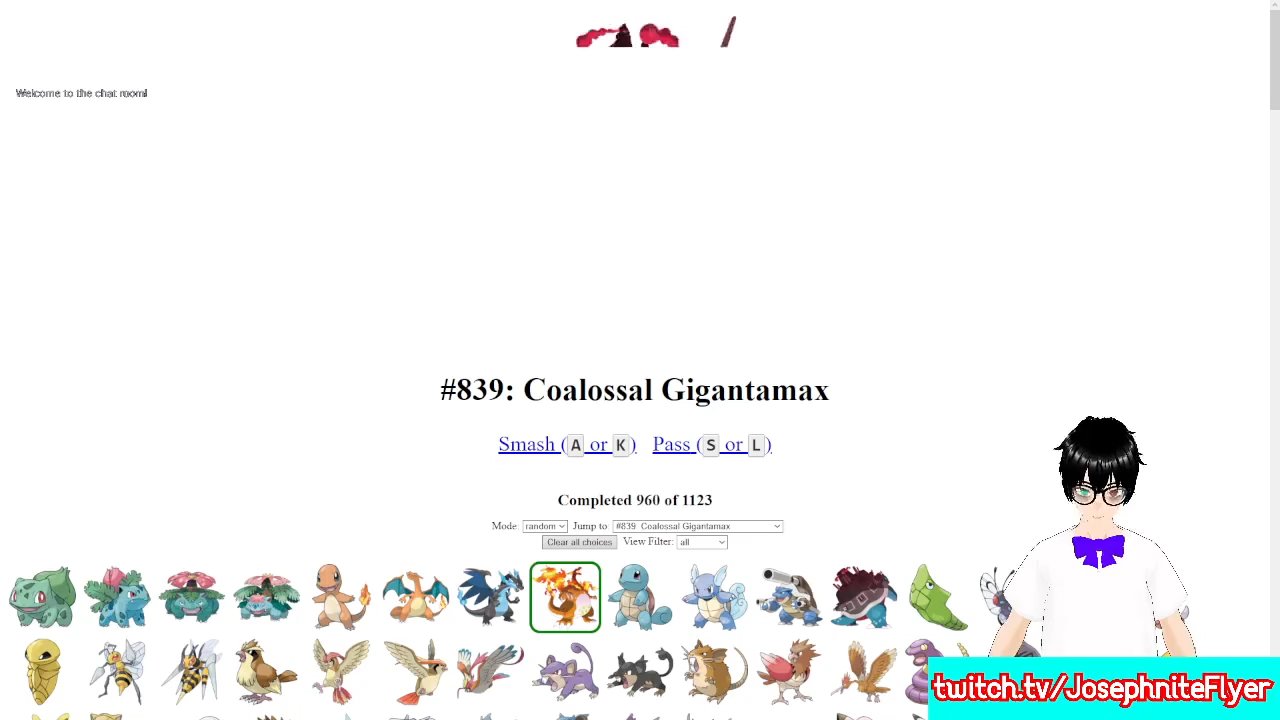 Welcome to the chat room!
#839: Coalossal Gigantamax
Smash (A or K) Pass (S or L)
Completed 960 of 1123
Mode: random Jump to: #839 Coalossal Gigantamax
Clear all choices View Filter: all
twitch.tv/JosephniteFlyer